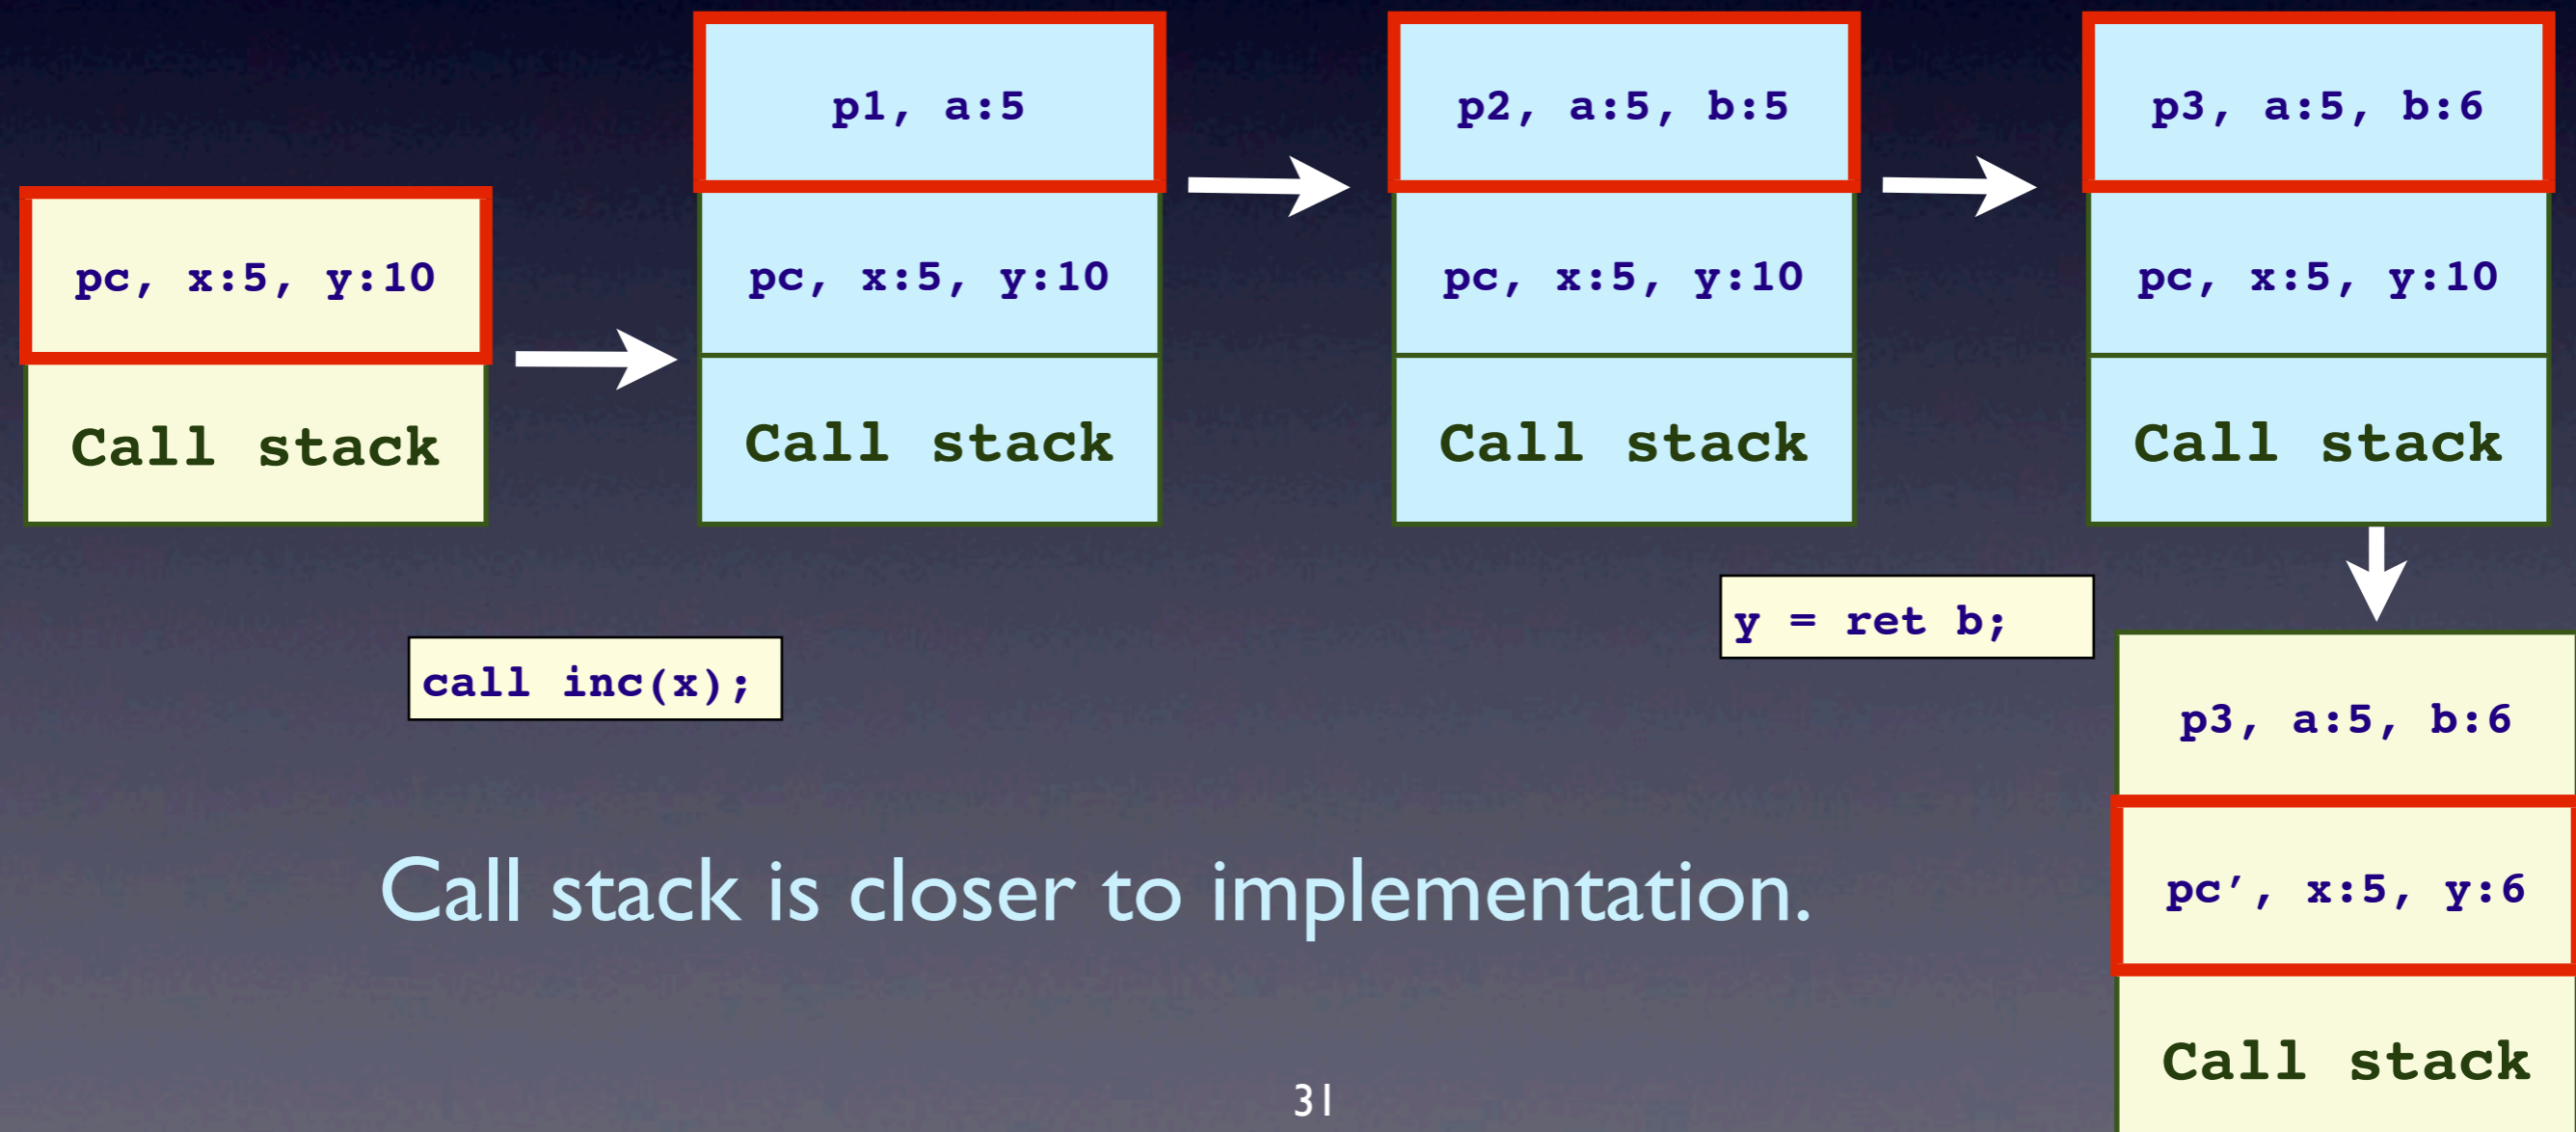 pc, x:5, y:10
Call stack
p1, a:5
pc, x:5, y:10
Call stack
p2, a:5, b:5
pc, x:5, y:10
Call stack
p3, a:5, b:6
pc, x:5, y:10
Call stack
call inc(x);
y = ret b;
p3, a:5, b:6
pc’, x:5, y:6
Call stack
Call stack is closer to implementation.
31